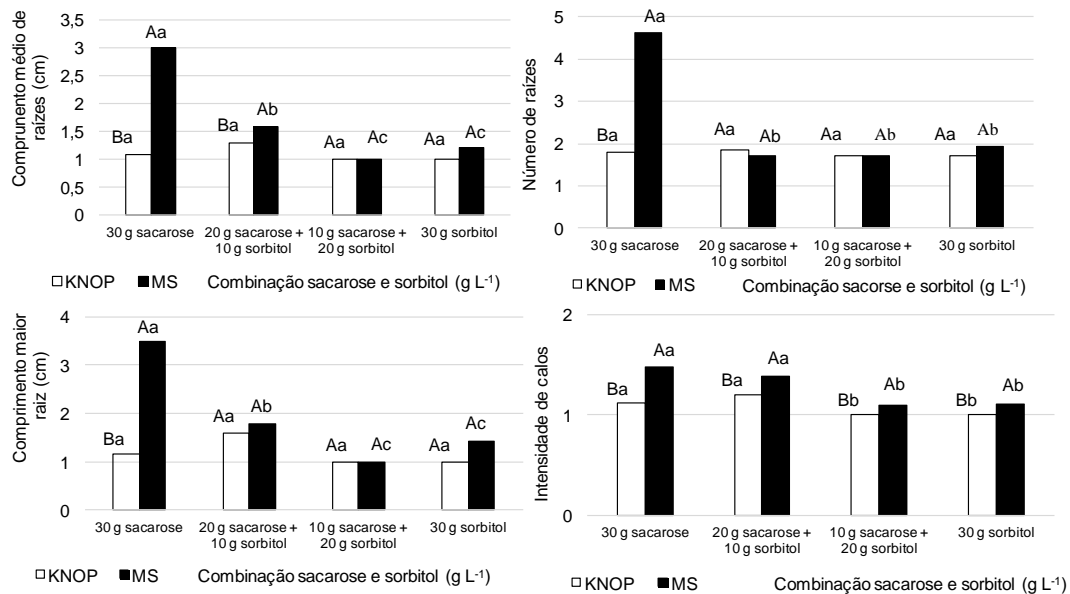 Comprunento médio de
raízes (cm)
3,5
3
2,5
2
1,5
1
0,5
0
Aa
Ba
Ba
Ab
Aa
Ac
Aa
Ac
30 g sacarose
20 g sacarose +
10 g sorbitol
10 g sacarose +
20 g sorbitol
30 g sorbitol
KNOP
MS
Combinação sacarose e sorbitol (g L-1)
Número de raízes
5
4
3
2
1
0
Aa
Ba
Aa
Ab
Aa
Ab
Aa
Ab
30 g sacarose
20 g sacarose +
10 g sorbitol
10 g sacarose +
20 g sorbitol
30 g sorbitol
KNOP
MS
Combinação sacorse e sorbitol (g L-1)
Comprimento maior
raiz (cm)
4
3
2
1
0
Aa
Ba
Aa
Ab
Aa
Ac
Aa
Ac
30 g sacarose
20 g sacarose +
10 g sorbitol
10 g sacarose +
20 g sorbitol
30 g sorbitol
KNOP
MS
Combinação sacarose e sorbitol (g L-1)
Intensidade de calos
2
1
0
Ba
Aa
Ba
Aa
Bb
Ab
Bb
Ab
30 g sacarose
20 g sacarose +
10 g sorbitol
10 g sacarose +
20 g sorbitol
30 g sorbitol
KNOP
MS
Combinação sacarose e sorbitol (g L-1)